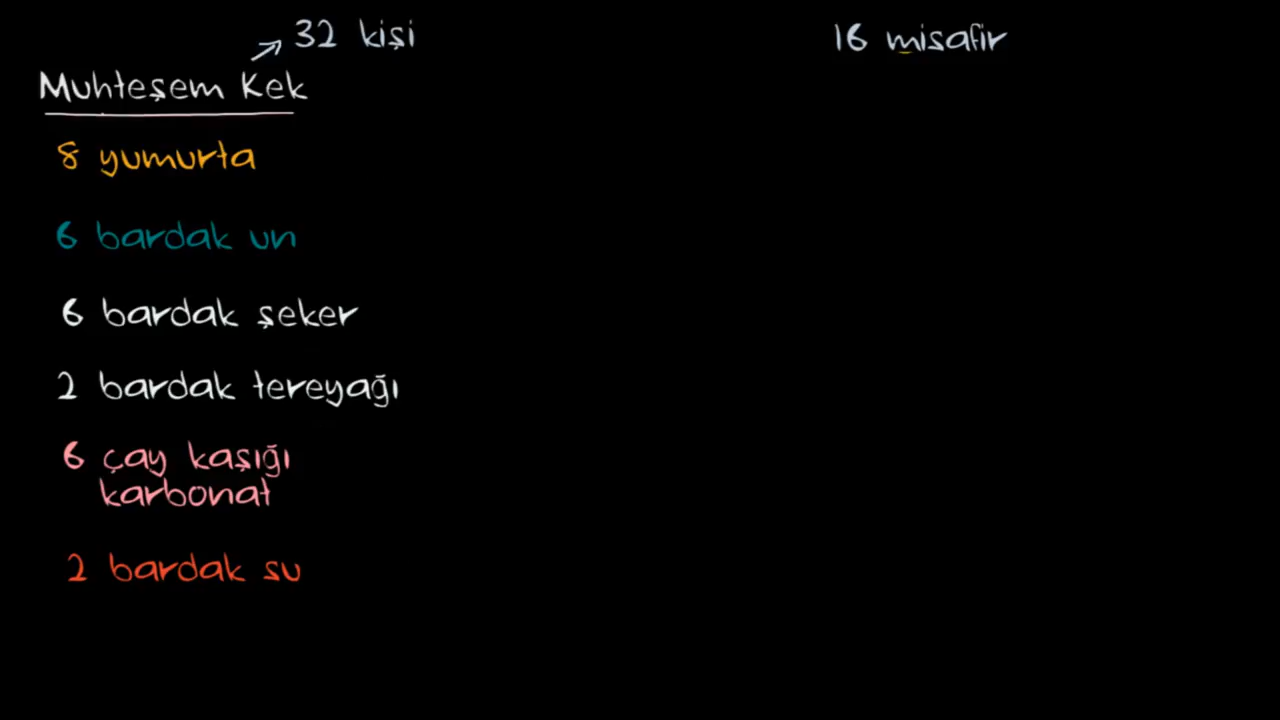 32 kişi
16 misafir
Muhteşem Kek
8 yumurta
6 bardak un
6 bardak şeker
2 bardak tereyağı
6 çay kaşığı
karbonat
2 bardak su